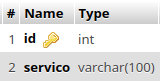 # Name Type
1 id int
2 servico varchar(100)